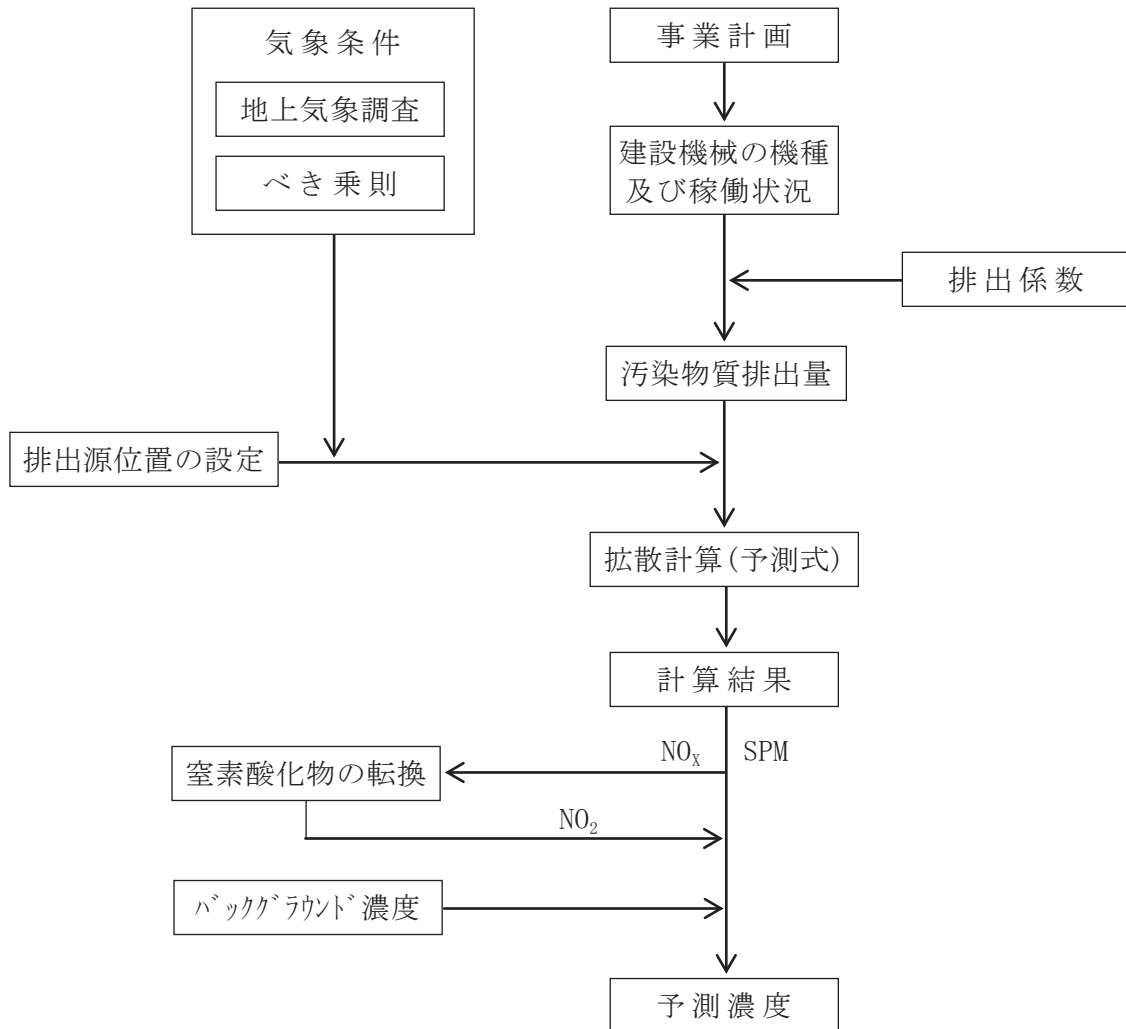 気象条件
地上気象調査
べき乗則
事業計画
建設機械の機種
及び稼働状況
排出係数
汚染物質排出量
排出源位置の設定
拡散計算(予測式)
計算結果
NOX
SPM
窒素酸化物の転換
NO2
ﾊﾞｯｸｸﾞﾗｳﾝﾄﾞ濃度
予測濃度